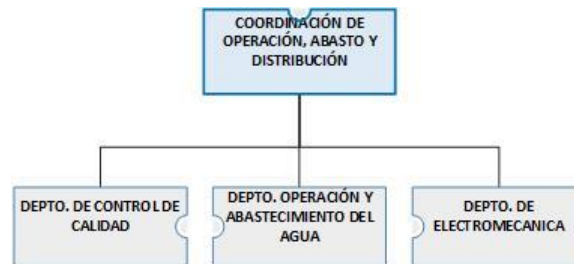 COORDINACIÓN DE
OPERACIÓN, ABASTO Y
DISTRIBUCIÓN
DEPTO. DE CONTROL DE
CALIDAD
DEPTO. OPERACIÓN Y
ABASTECIMIENTO DEL
AGUA
DEPTO. DE
ELECTROMECANICA